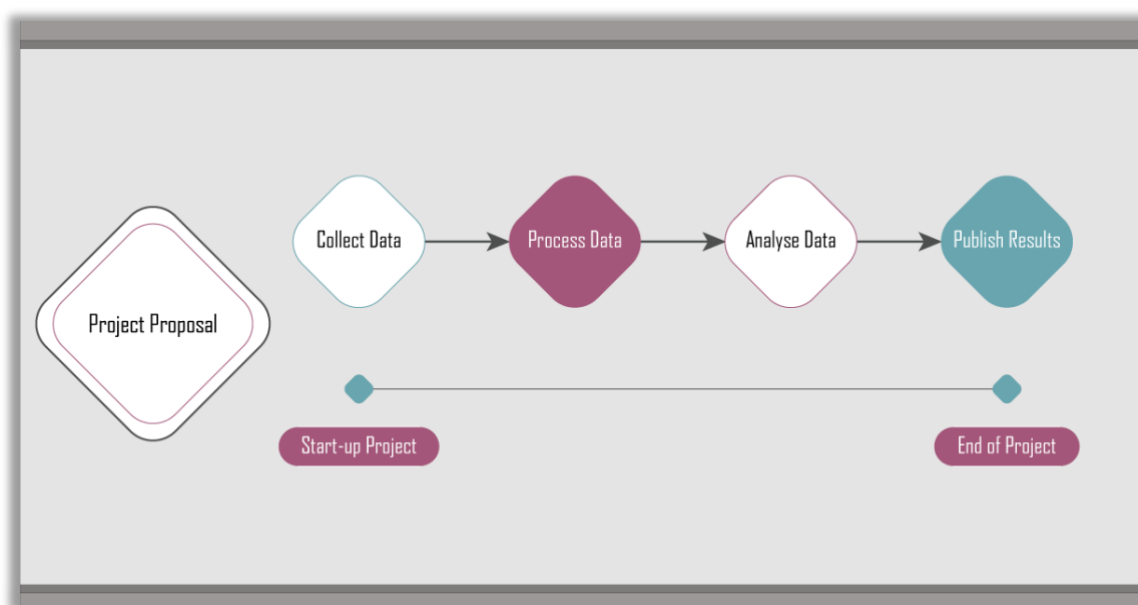 Project Proposal
Collect Data
Process Data
Analyse Data
Publish Results
Start-up Project
End of Project